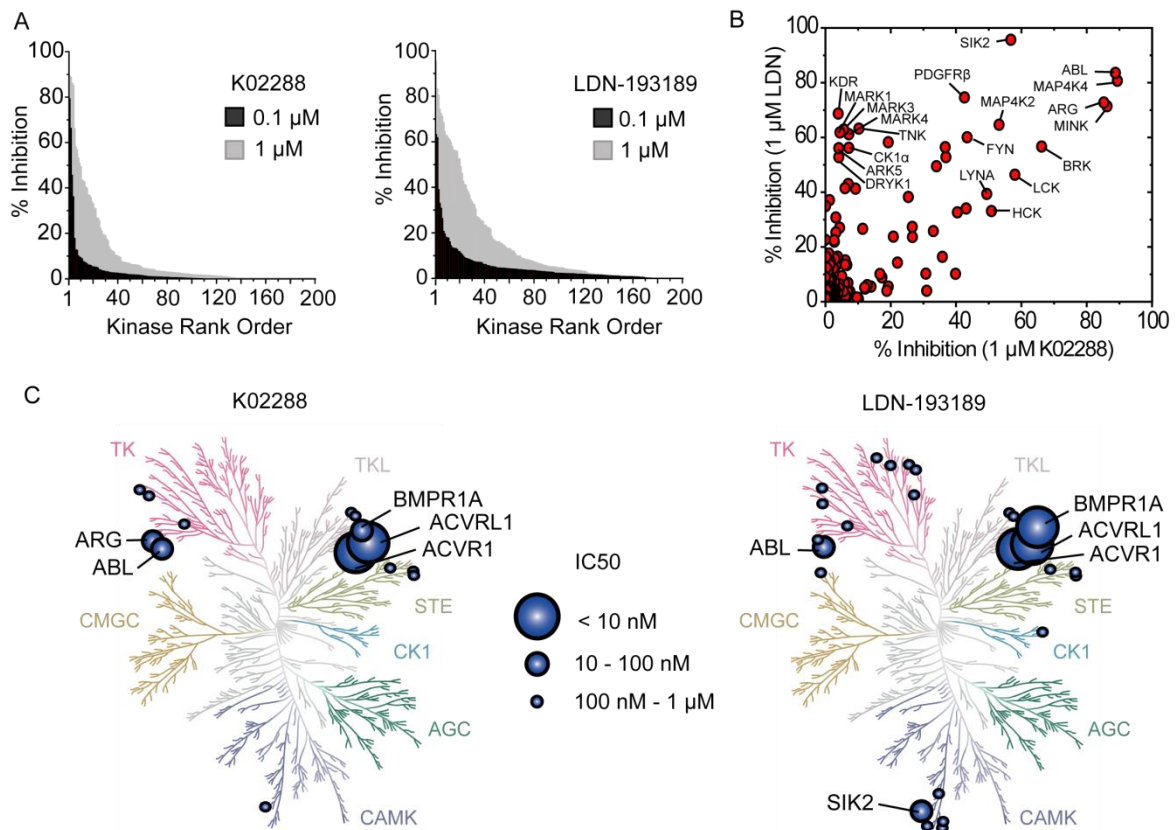 A
B
% Inhibition
100
80
60
40
20
0
1
40
80
120
160
200
Kinase Rank Order
K02288
0.1 µM
1 µM
% Inhibition
100
80
60
40
20
0
1
40
80
120
160
200
Kinase Rank Order
LDN-193189
0.1 µM
1 µM
% Inhibition (1 µM LDN)
100
80
60
40
20
0
0
20
40
60
80
100
% Inhibition (1 µM K02288)
SIK2
PDGFRβ
ABL
MAP4K4
KDR
MARK1
MARK3
MARK4
TNK
MAP4K2
ARG
MINK
CK1α
ARK5
DRYK1
FYN
BRK
LYNA
LCK
HCK
C
K02288
TK
TKL
BMPR1A
ACVRL1
ACVR1
ARG
ABL
CMGC
STE
CK1
AGC
CAMK
IC50
< 10 nM
10 - 100 nM
100 nM - 1 µM
LDN-193189
TK
TKL
BMPR1A
ACVRL1
ACVR1
ABL
CMGC
STE
CK1
AGC
SIK2
CAMK